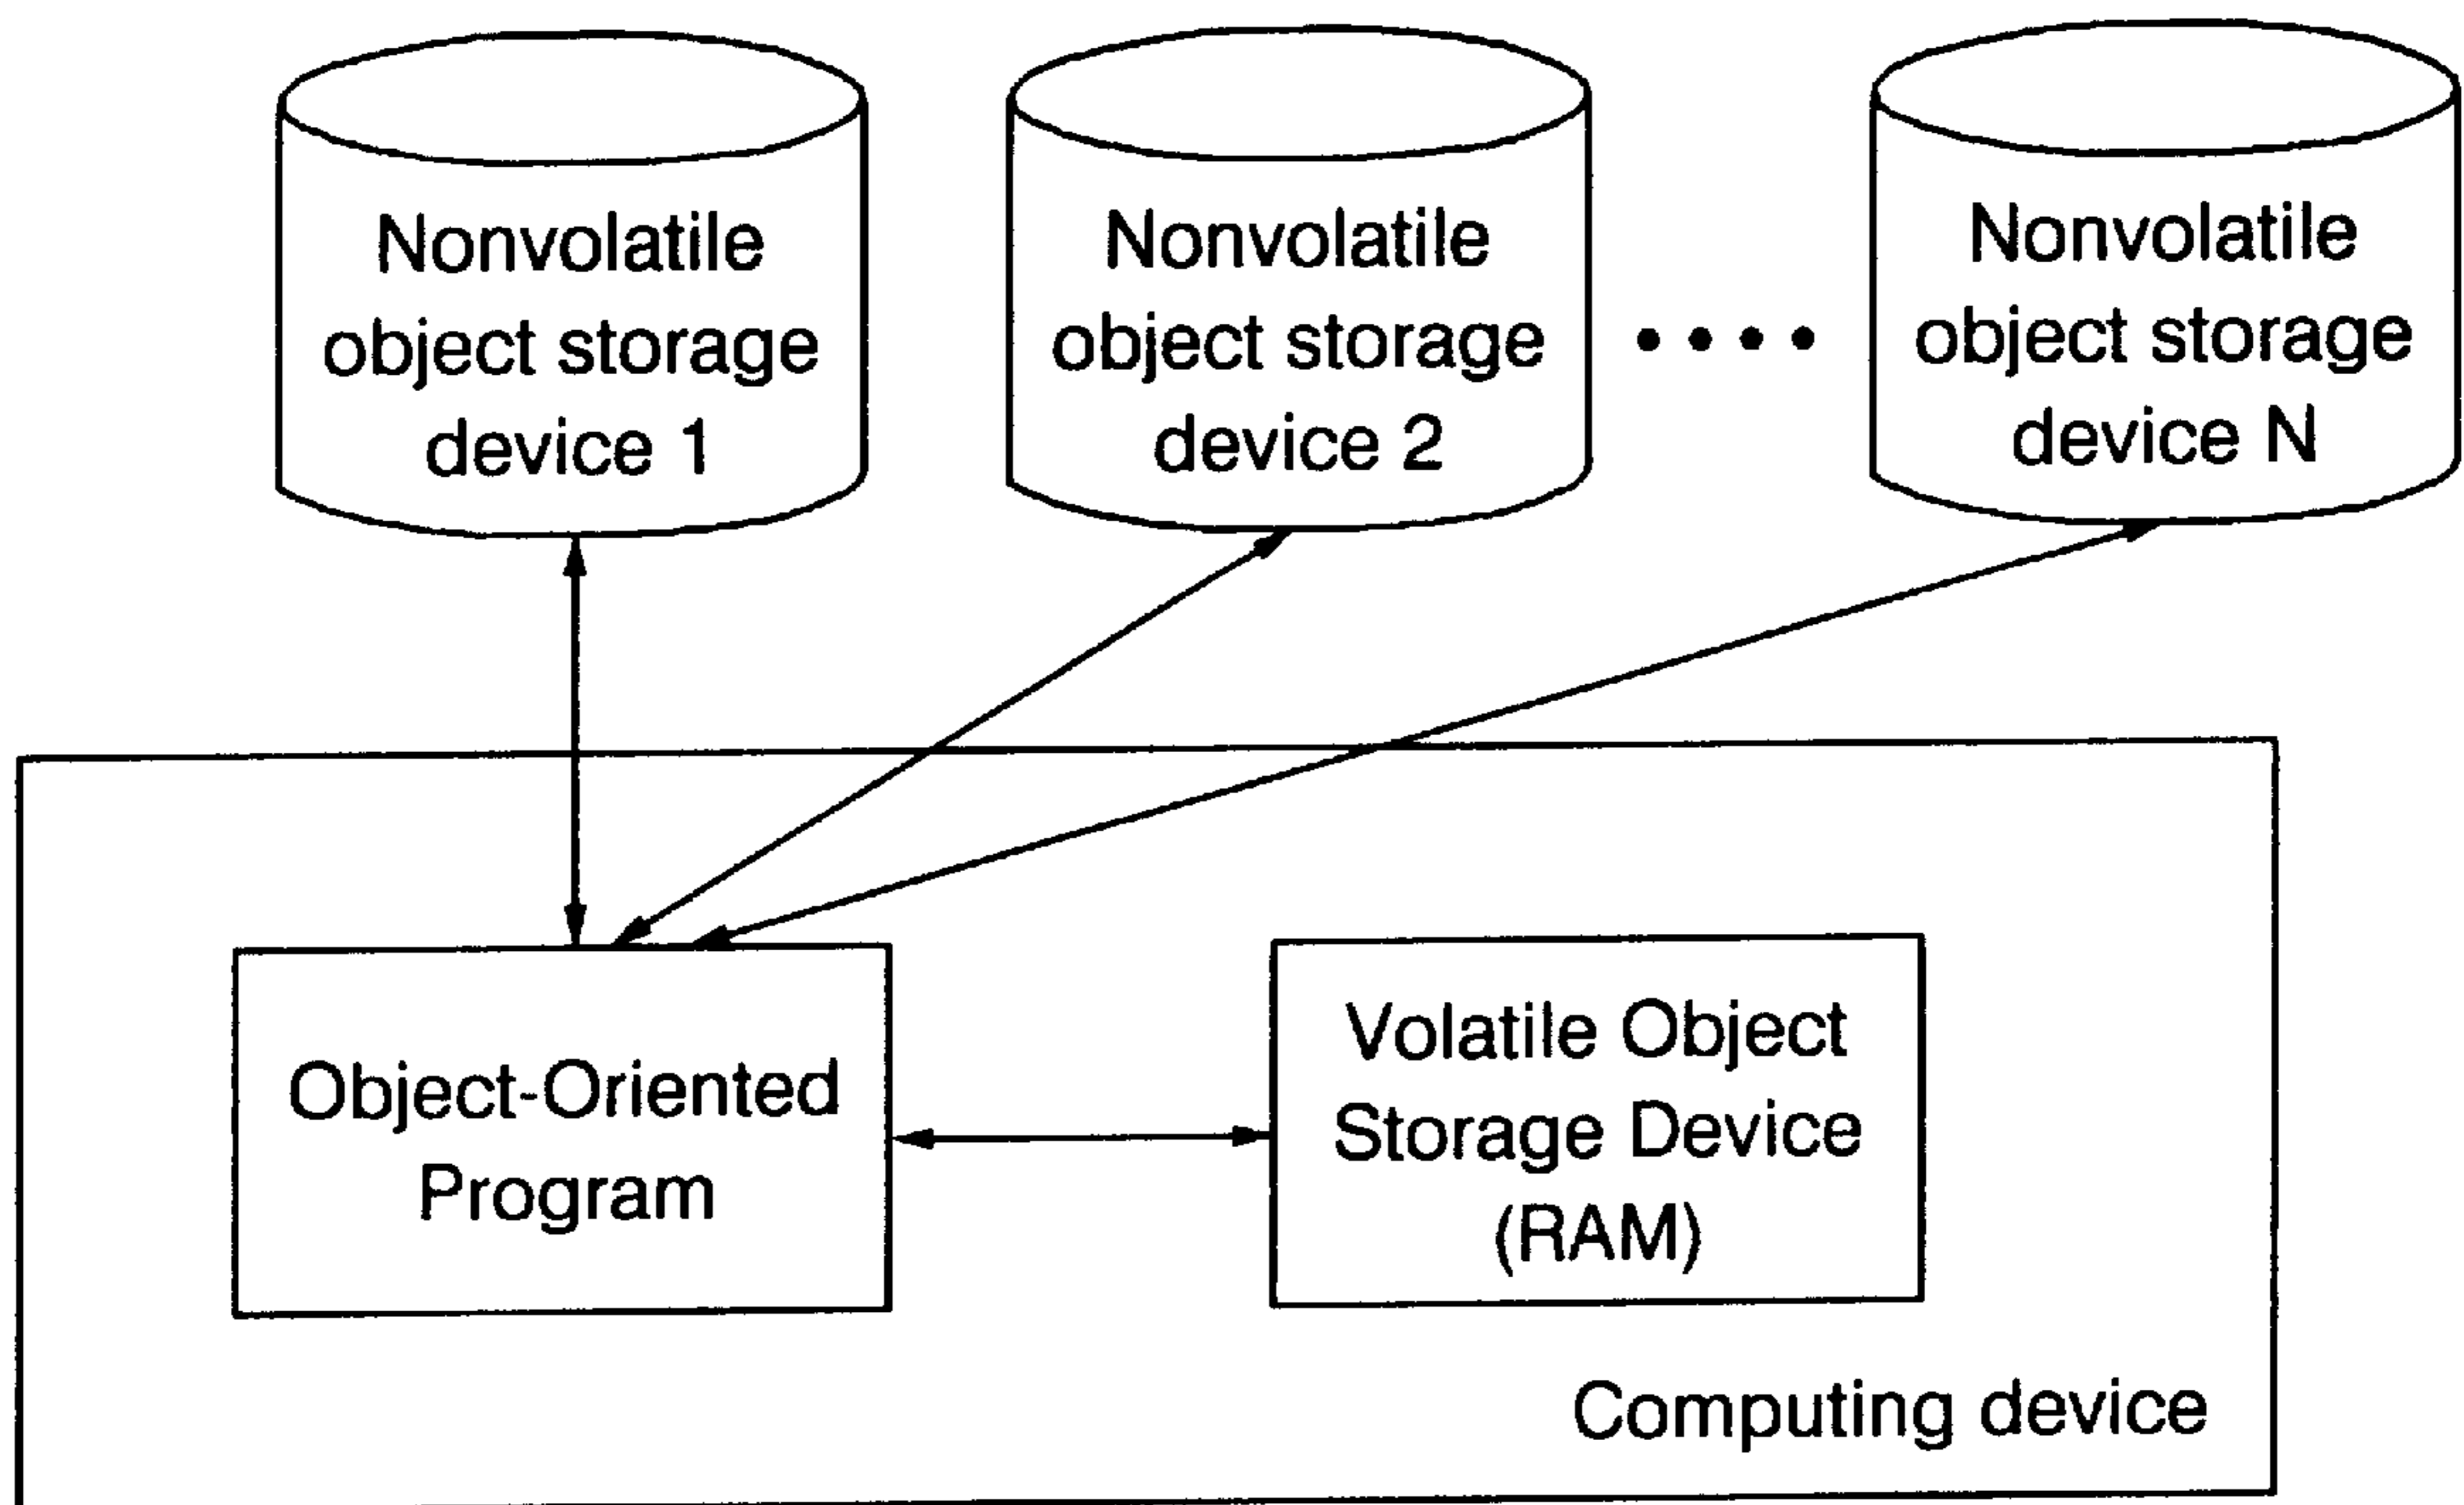 Nonvolatile
object storage
device 1
Nonvolatile
object storage
device 2
Nonvolatile
object storage
device N
Object-Oriented
Program
Volatile Object
Storage Device
(RAM)
Computing device